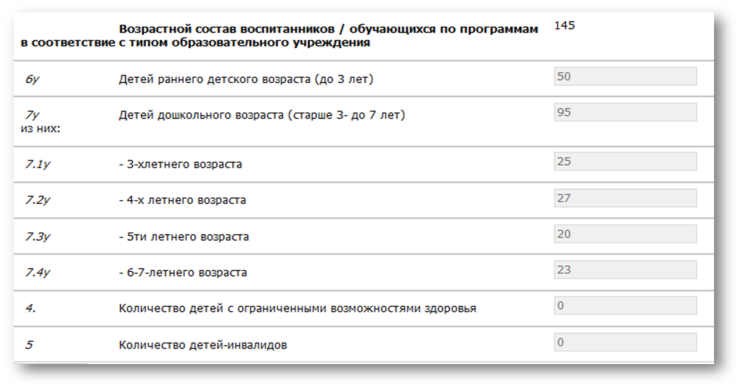 Возрастной состав воспитанников / обучающихся по программам 145
в соответствие с типом образовательного учреждения
6у Детей раннего детского возраста (до 3 лет) 50
7у Детей дошкольного возраста (старше 3- до 7 лет) 95
из них:
7.1у - 3-хлетнего возраста 25
7.2у - 4-х летнего возраста 27
7.3у - 5ти летнего возраста 20
7.4у - 6-7-летнего возраста 23
4. Количество детей с ограниченными возможностями здоровья 0
5 Количество детей-инвалидов 0